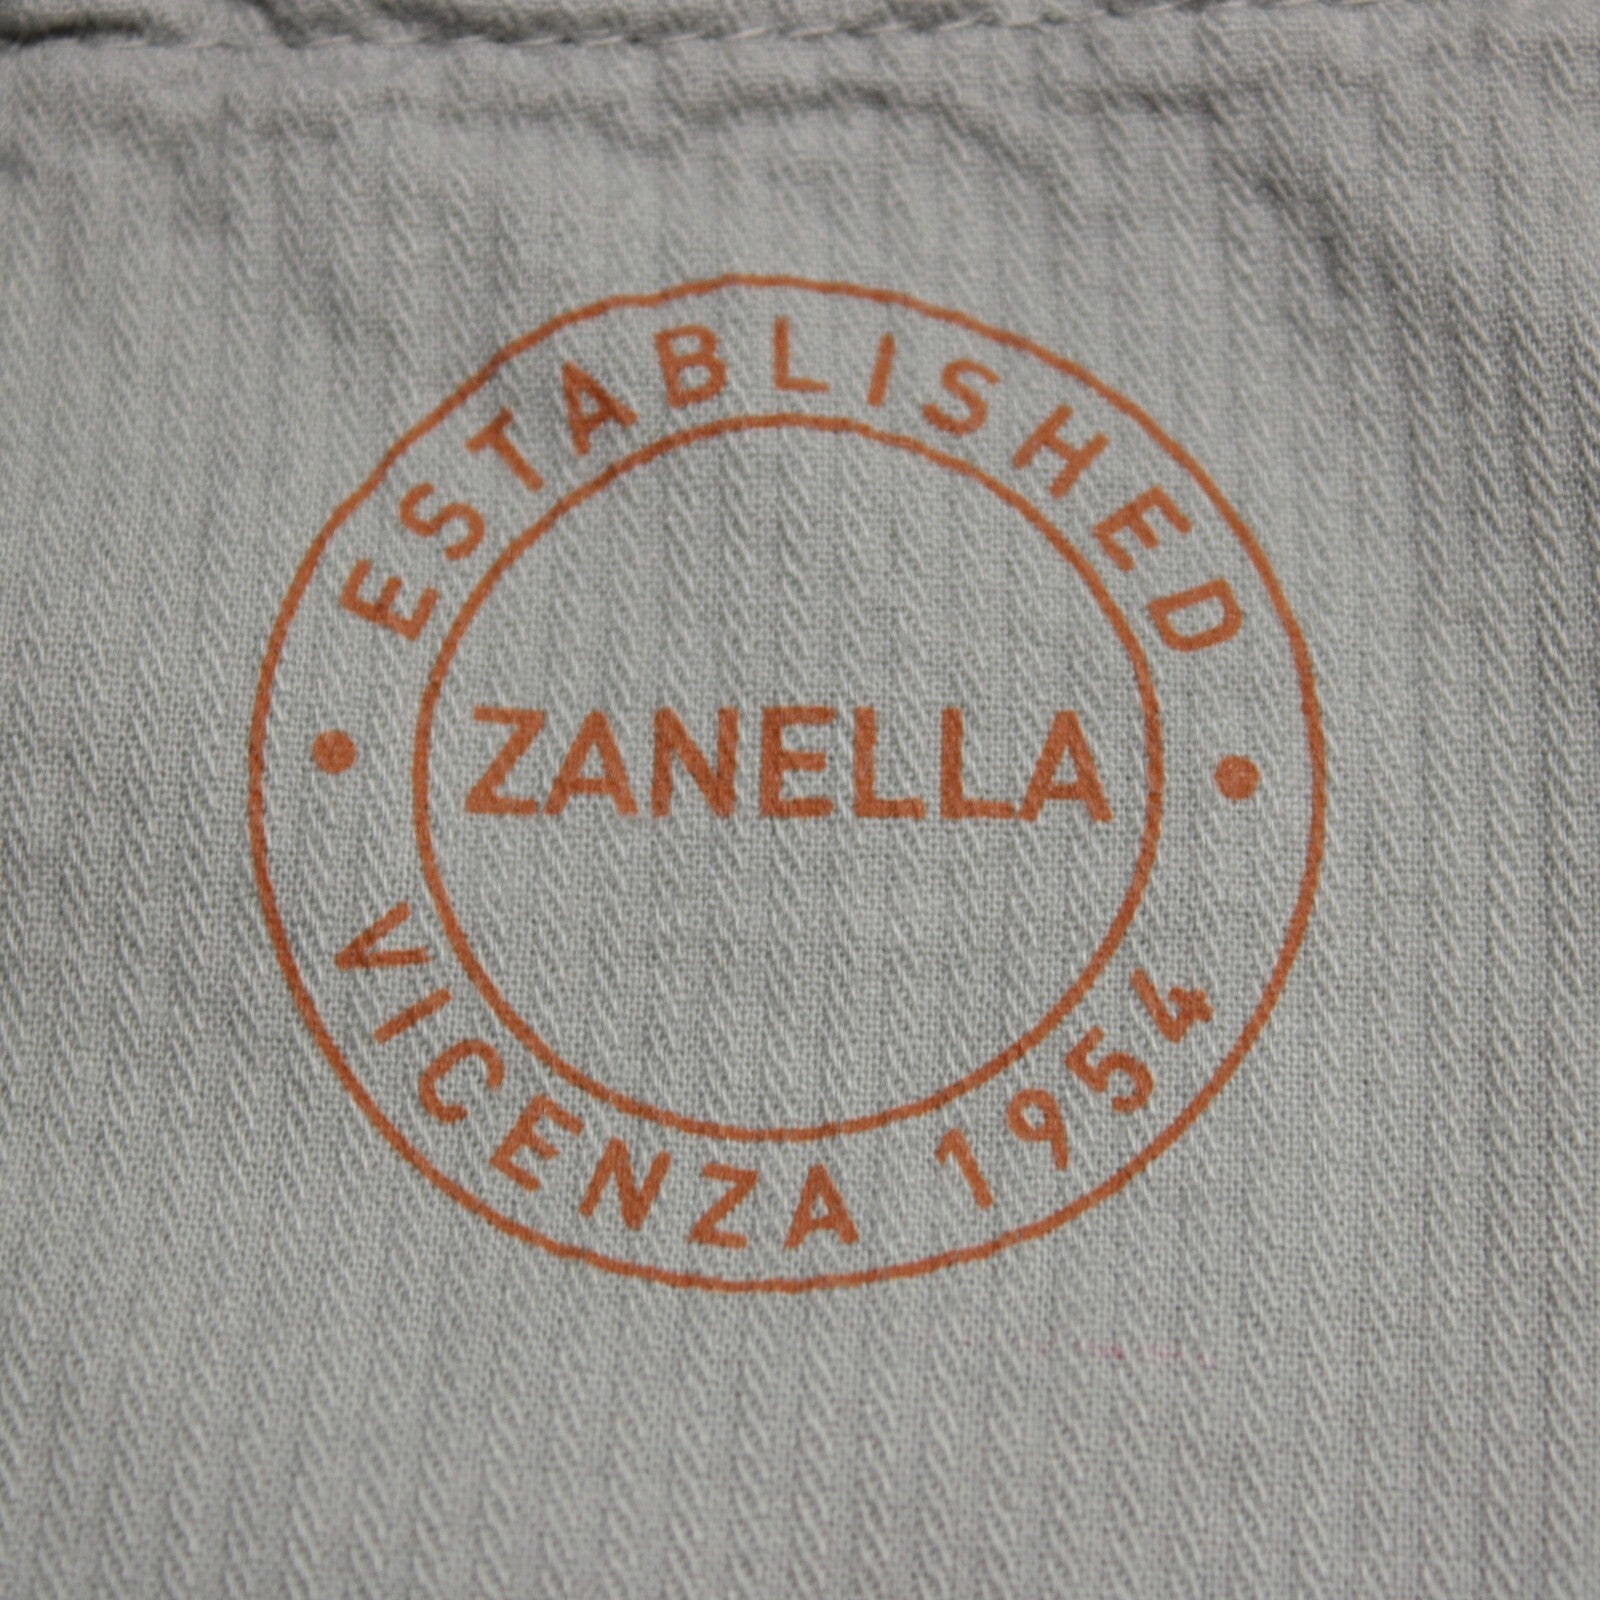 ESTABLISHED
ZANELLA
VICENZA 1954